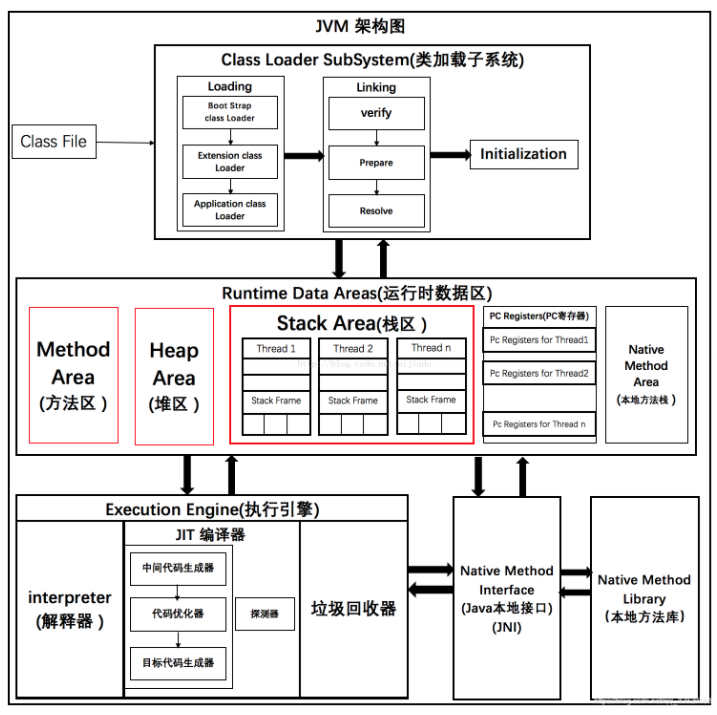 JVM 架构图
Class Loader SubSystem(类加载子系统)
Loading
Boot Strap
class Loader
Extension class
Loader
Application class
Loader
Linking
verify
Prepare
Resolve
Initialization
Class File
Runtime Data Areas(运行时数据区)
Method
Area
(方法区)
Heap
Area
(堆区)
Stack Area(栈区)
Thread 1
Stack Frame
Thread 2
Stack Frame
Thread n
Stack Frame
PC Registers(PC寄存器)
Pc Registers for Thread1
Pc Registers for Thread2
Pc Registers for Thread n
Native
Method
Area
(本地方法栈)
Execution Engine(执行引擎)
interpreter
(解释器)
JIT 编译器
中间代码生成器
代码优化器
目标代码生成器
探测器
垃圾回收器
Native Method
Interface
(Java本地接口)
(JNI)
Native Method
Library
(本地方法库)